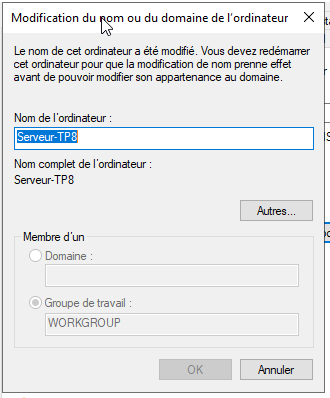 Modification du nom ou du domaine de l'ordinateur
Le nom de cet ordinateur a été modifié. Vous devez redémarrer
cet ordinateur pour que la modification de nom prenne effet
avant de pouvoir modifier son appartenance au domaine.
Nom de l'ordinateur :
Serveur-TP8
Nom complet de l'ordinateur :
Serveur-TP8
Autres...
Membre d'un
Domaine :
Groupe de travail :
WORKGROUP
OK
Annuler